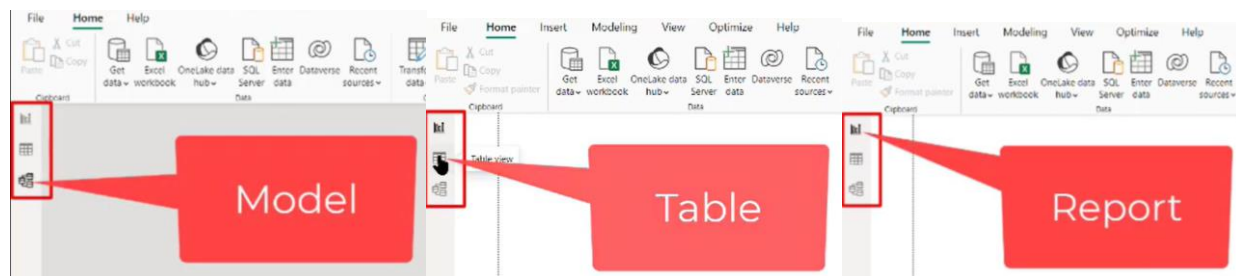 File Home Help
Cut
Copy
Paste
Get data
Excel workbook
OneLake data hub
SQL Server
Enter data
Dataverse
Recent sources
Transfo data
Clipboard
Data
Model
File Home Insert Modeling View Optimize Help
Cut
Copy
Format painter
Paste
Get data
Excel workbook
OneLake data hub
SQL Server
Enter data
Dataverse
Recent sources
Clipboard
Data
Table view
Table
File Home Insert Modeling View Optimize Help
Cut
Copy
Format painter
Paste
Get data
Excel workbook
OneLake data hub
SQL Server
Enter data
Dataverse
Recent sources
Clipboard
Data
Report